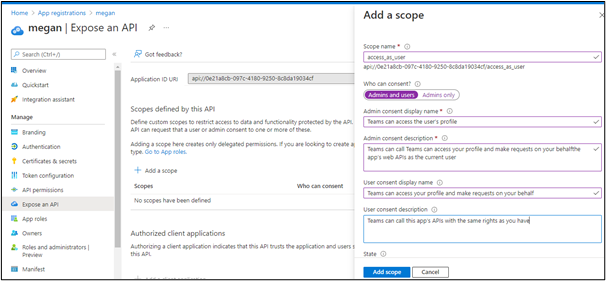 Home > App registrations > megan
megan | Expose an API
Search (Ctrl+/)
Overview
Quickstart
Integration assistant
Manage
Branding
Authentication
Certificates & secrets
Token configuration
API permissions
Expose an API
App roles
Owners
Roles and administrators |
Preview
Manifest
Got feedback?
Application ID URI
api://0e21a8cb-097c-4180-9250-8c8da19034cf
Scopes defined by this API
Define custom scopes to restrict access to data and functionality protected by the API.
API can request that a user or admin consent to one or more of these.
Adding a scope here creates only delegated permissions. If you are looking to create ap
type. Go to App roles.
Add a scope
Scopes
Who can consent
No scopes have been defined
Authorized client applications
Authorizing a client application indicates that this API trusts the application and users s
this API.
Add a scope
Scope name *
access_as_user
api://0e21a8cb-097c-4180-9250-8c8da19034cf/access_as_user
Who can consent?
Admins and users
Admins only
Admin consent display name *
Teams can access the user's profile
Admin consent description *
Teams can call Teams can access your profile and make requests on your behalfthe
app's web APIs as the current user
User consent display name
Teams can access your profile and make requests on your behalf
User consent description
Teams can call this app's APIs with the same rights as you have
State
Add scope
Cancel